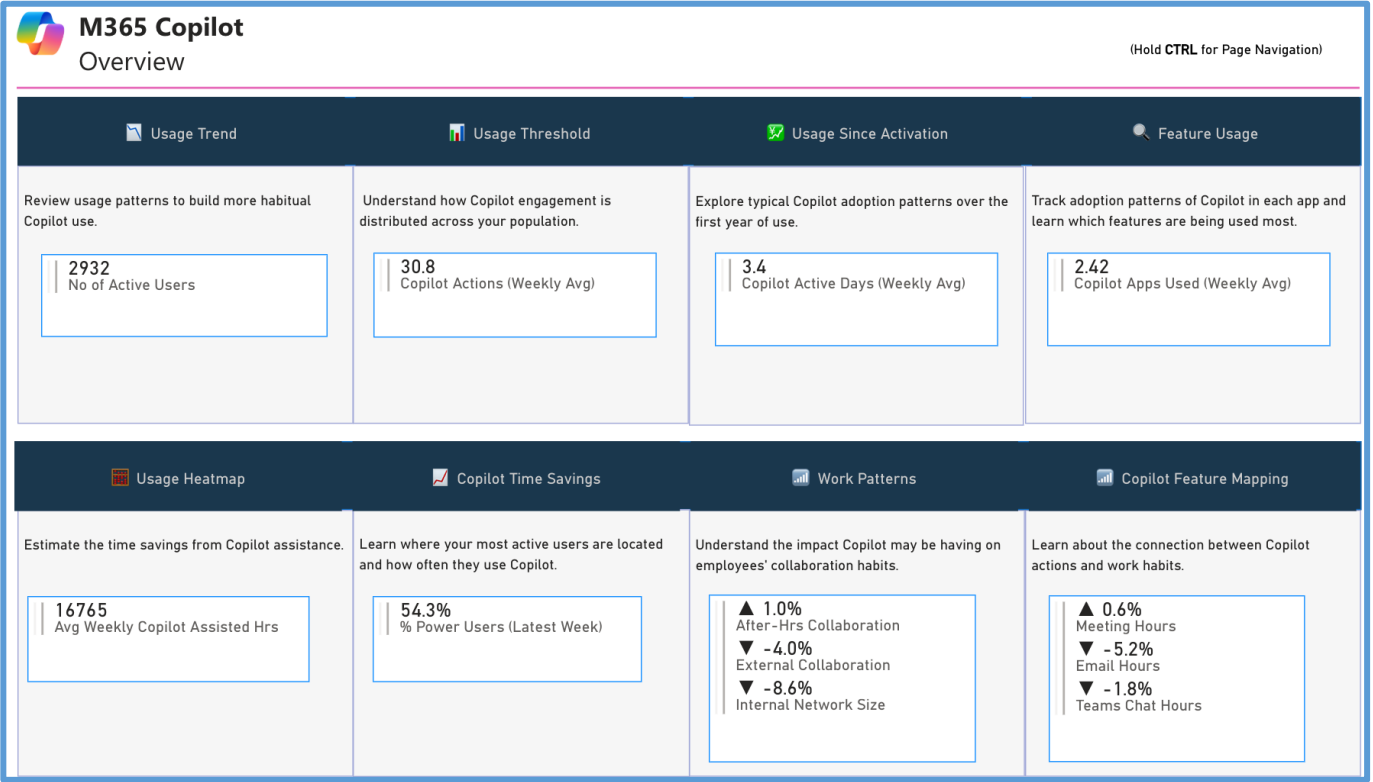 M365 Copilot
Overview
(Hold CTRL for Page Navigation)
Usage Trend
Usage Threshold
Usage Since Activation
Feature Usage
Review usage patterns to build more habitual
Copilot use.
2932
No of Active Users
Understand how Copilot engagement is
distributed across your population.
30.8
Copilot Actions (Weekly Avg)
Explore typical Copilot adoption patterns over the
first year of use.
3.4
Copilot Active Days (Weekly Avg)
Track adoption patterns of Copilot in each app and
learn which features are being used most.
2.42
Copilot Apps Used (Weekly Avg)
Usage Heatmap
Copilot Time Savings
Work Patterns
Copilot Feature Mapping
Estimate the time savings from Copilot assistance.
16765
Avg Weekly Copilot Assisted Hrs
Learn where your most active users are located
and how often they use Copilot.
54.3%
% Power Users (Latest Week)
Understand the impact Copilot may be having on
employees' collaboration habits.
▲ 1.0%
After-Hrs Collaboration
▼ -4.0%
External Collaboration
▼ -8.6%
Internal Network Size
Learn about the connection between Copilot
actions and work habits.
▲ 0.6%
Meeting Hours
▼ -5.2%
Email Hours
▼ -1.8%
Teams Chat Hours